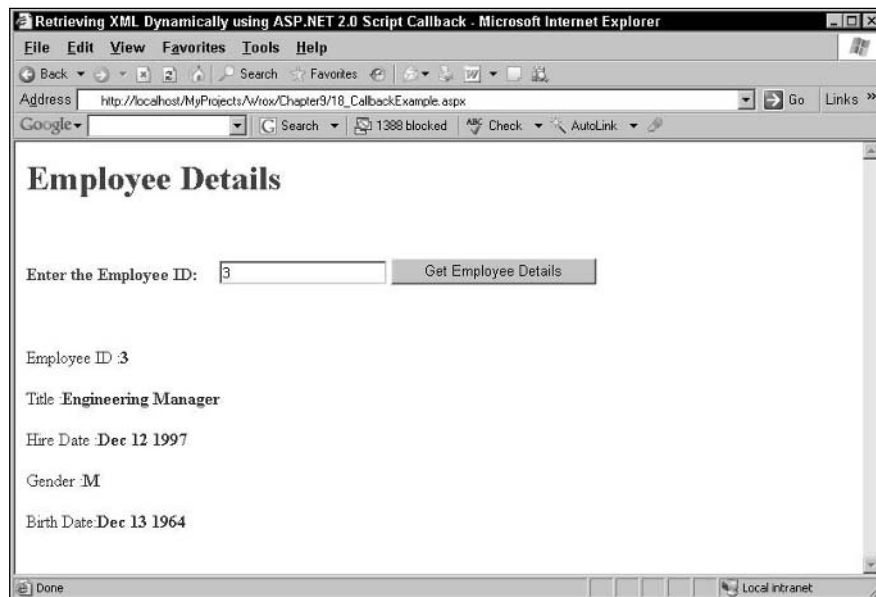 Retrieving XML Dynamically using ASP.NET 2.0 Script Callback - Microsoft Internet Explorer
File Edit View Favorites Tools Help
Back Search Favorites
Address http://localhost/MyProjects/Wrox/Chapter9/18_CallbackExample.aspx Go Links »
Google Search 1388 blocked ABC Check AutoLink
Employee Details
Enter the Employee ID: 3 Get Employee Details
Employee ID :3
Title :Engineering Manager
Hire Date :Dec 12 1997
Gender :M
Birth Date:Dec 13 1964
Done Local intranet